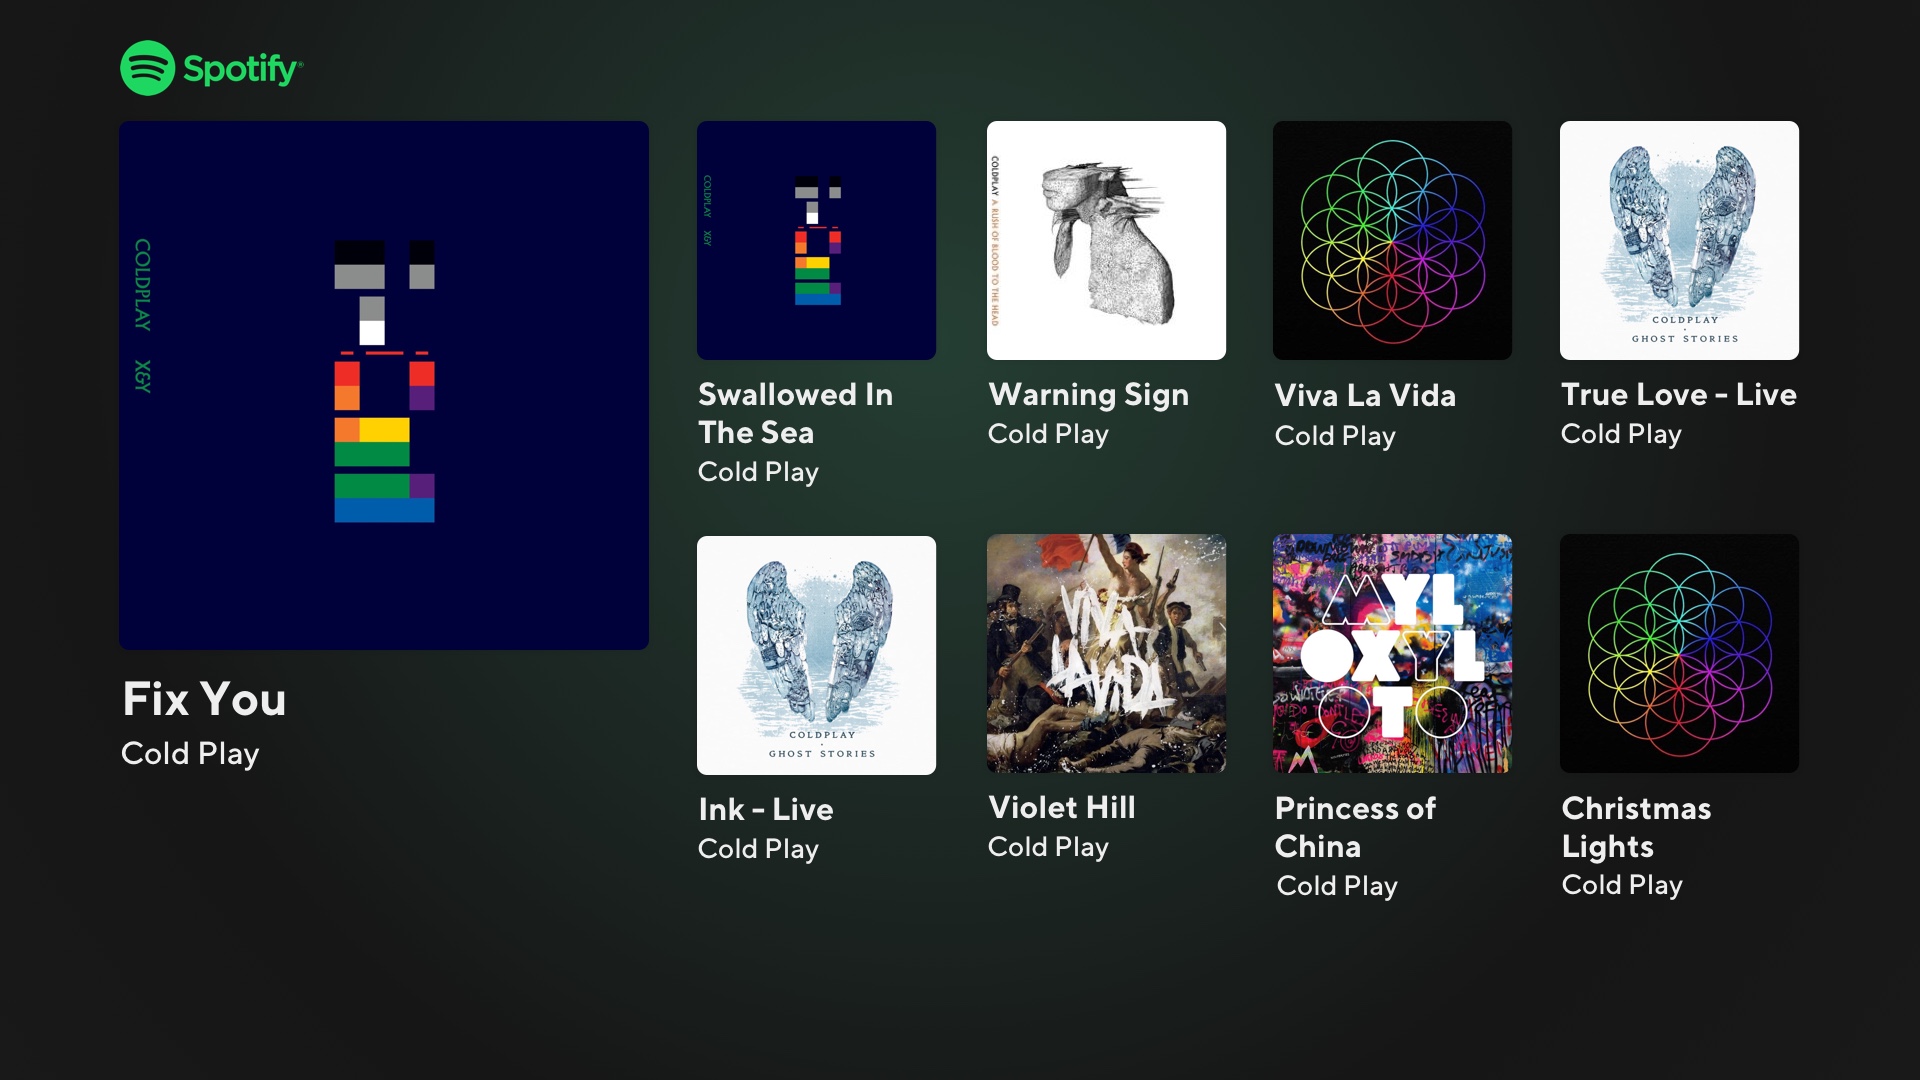 Spotify
COLDPLAY X&Y
Fix You
Cold Play
COLDPLAY X&Y
Swallowed In
The Sea
Cold Play
COLDPLAY A RUSH OF BLOOD TO THE HEAD
Warning Sign
Cold Play
Viva La Vida
Cold Play
COLDPLAY
GHOST STORIES
True Love - Live
Cold Play
COLDPLAY
GHOST STORIES
Ink - Live
Cold Play
VIVA
LA VIDA
Violet Hill
Cold Play
MYL
OXYL
OTO
Princess of
China
Cold Play
Christmas
Lights
Cold Play